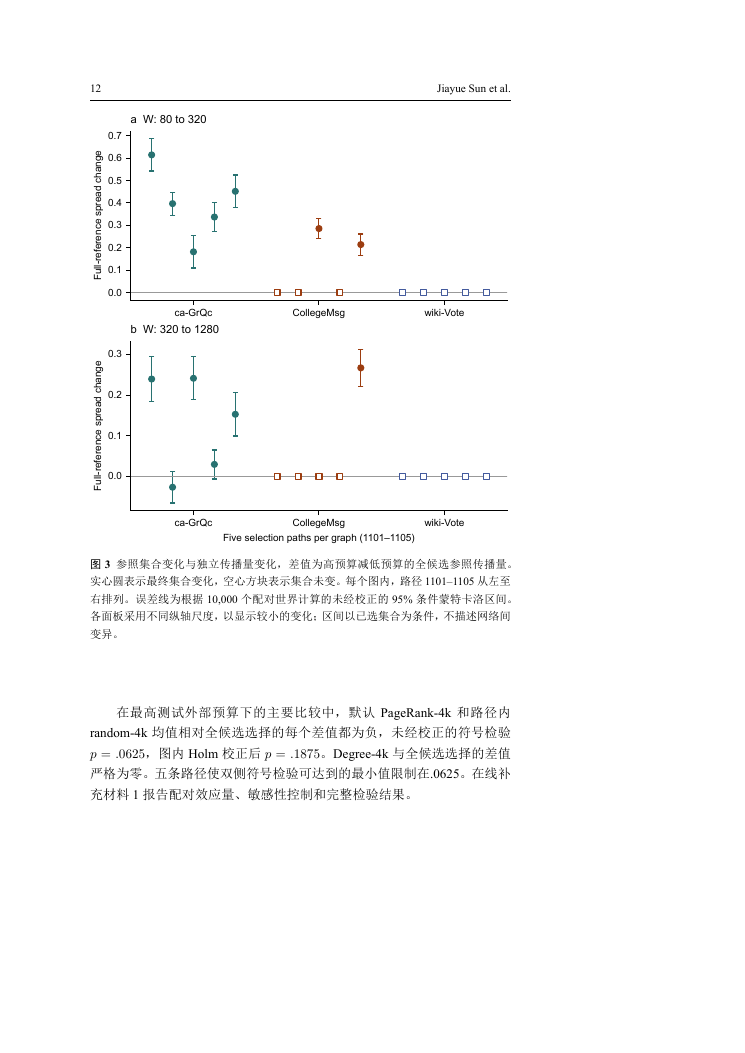 12
Jiayue Sun et al.
a W: 80 to 320
0.7
0.6
0.5
0.4
0.3
0.2
0.1
0.0
Full-reference spread change
ca-GrQc
CollegeMsg
wiki-Vote
b W: 320 to 1280
0.3
0.2
0.1
0.0
Full-reference spread change
ca-GrQc
CollegeMsg
wiki-Vote
Five selection paths per graph (1101–1105)
图 3 参照集合变化与独立传播量变化，差值为高预算减低预算的全候选参照传播量。
实心圆表示最终集合变化，空心方块表示集合未变。每个图内，路径 1101–1105 从左至
右排列。误差线为根据 10,000 个配对世界计算的未经校正的 95% 条件蒙特卡洛区间。
各面板采用不同纵轴尺度，以显示较小的变化；区间以已选集合为条件，不描述网络间
变异。
在最高测试外部预算下的主要比较中，默认 PageRank-4k 和路径内
random-4k 均值相对全候选选择的每个差值都为负，未经校正的符号检验
p = .0625，图内 Holm 校正后 p = .1875。Degree-4k 与全候选选择的差值
严格为零。五条路径使双侧符号检验可达到的最小值限制在.0625。在线补
充材料 1 报告配对效应量、敏感性控制和完整检验结果。